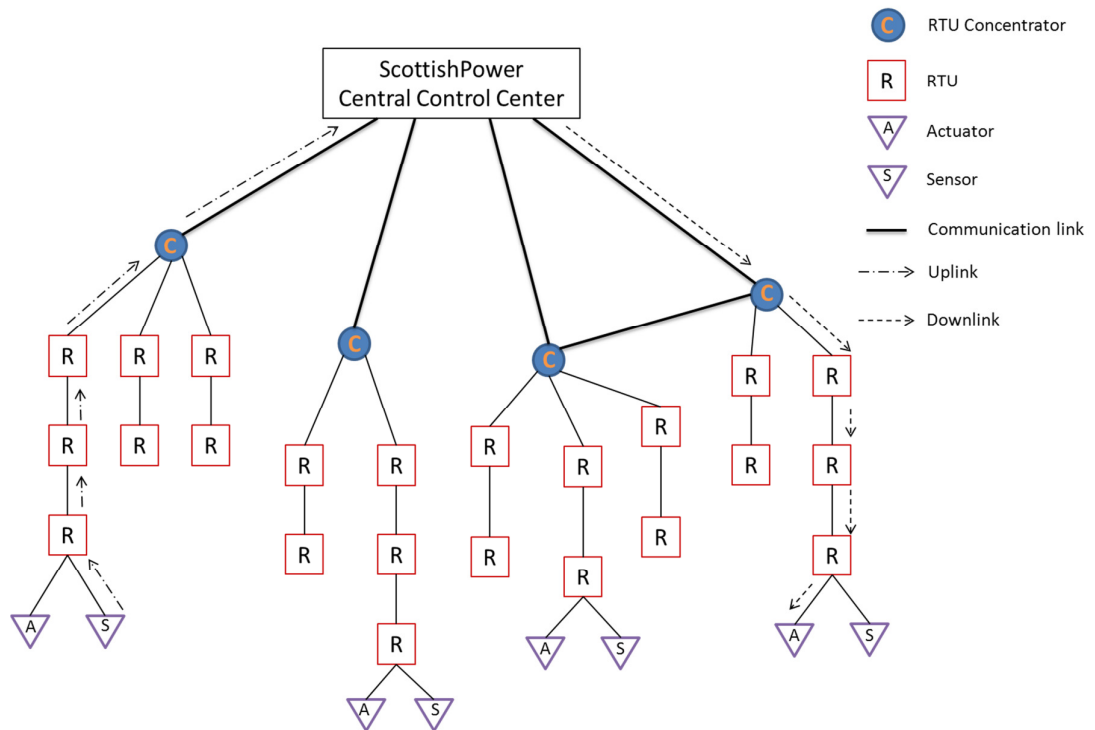 ScottishPower
Central Control Center
C RTU Concentrator
R RTU
A Actuator
S Sensor
Communication link
Uplink
Downlink
C
C
C
C
R R R
R R R
R
A S
R R
R R
R
A S
R R R
R R R
A S
R R
R R
R
A S